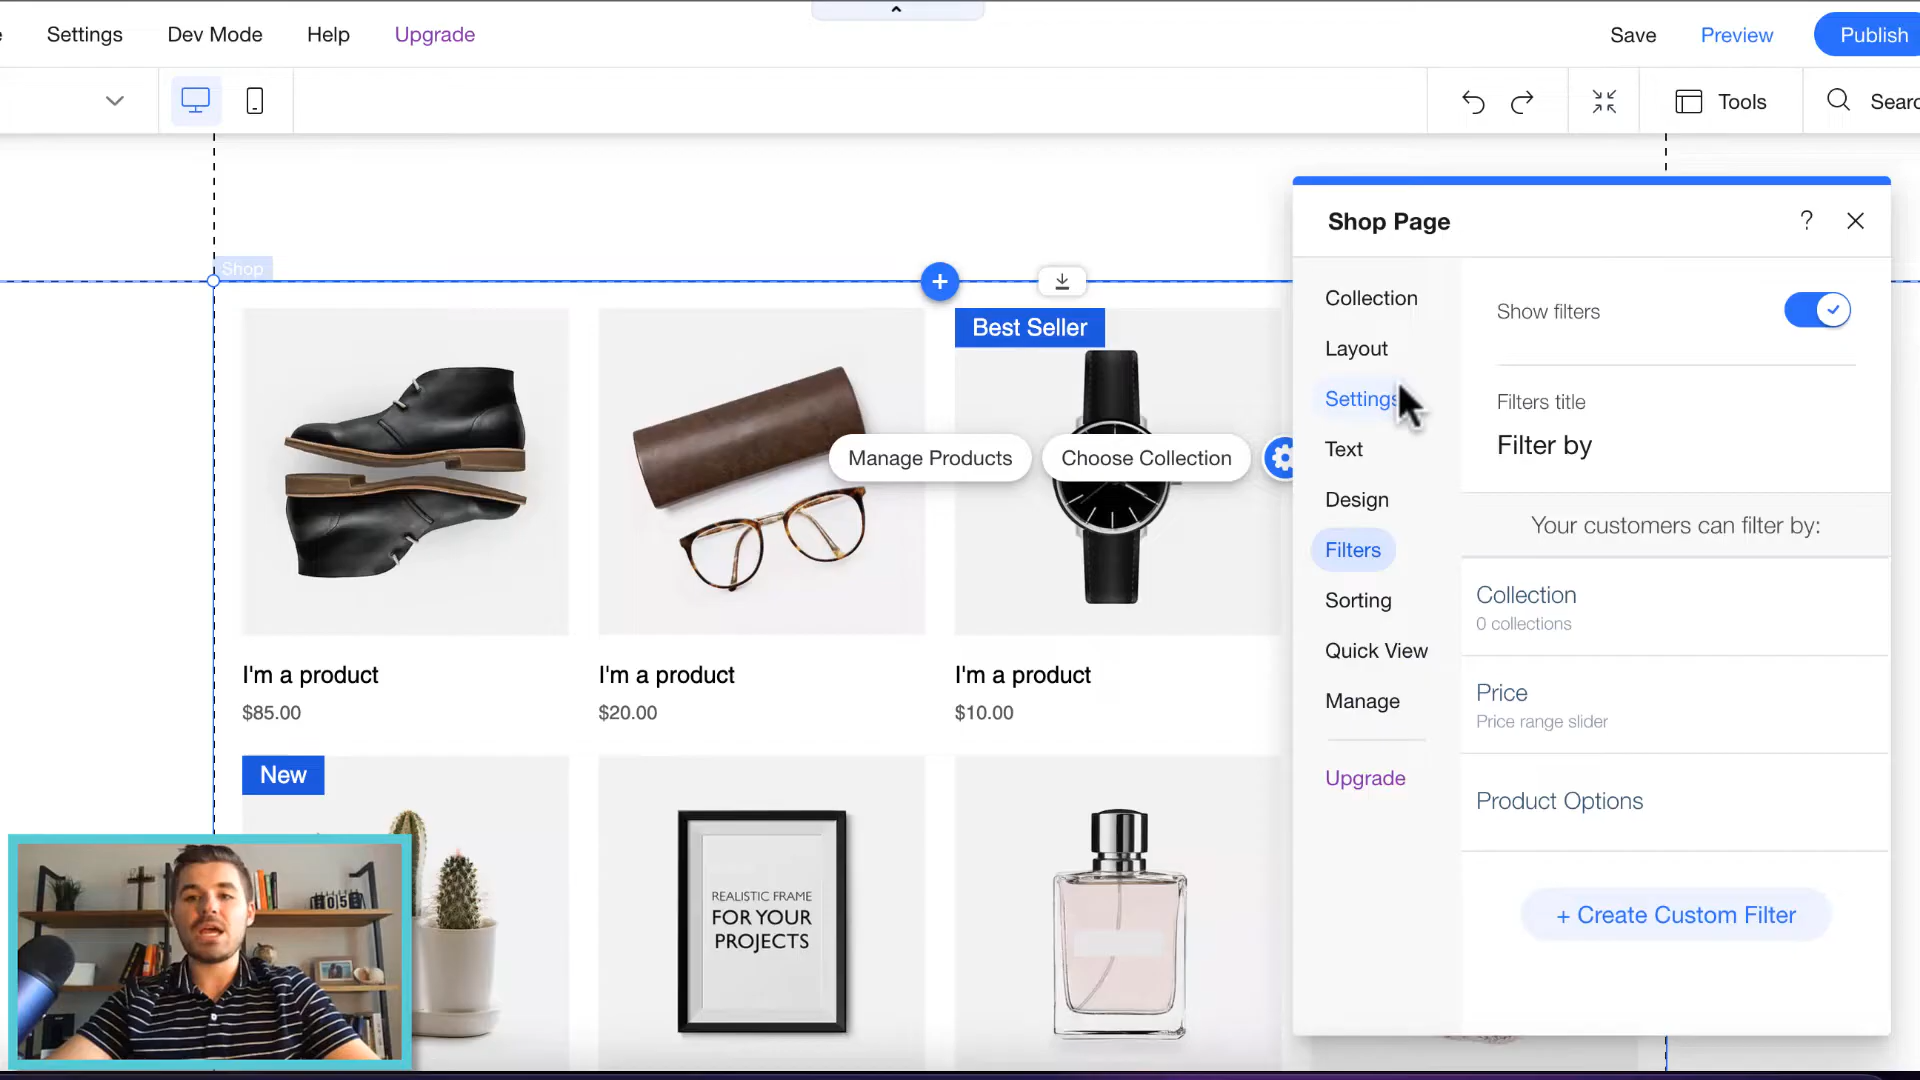 Settings
Dev Mode
Help
Upgrade
Save
Preview
Publish
Tools
Searc
Shop
Shop Page
?
Best Seller
Manage Products
Choose Collection
I'm a product
$85.00
I'm a product
$20.00
I'm a product
$10.00
New
REALISTIC FRAME
FOR YOUR
PROJECTS
Collection
Layout
Settings
Text
Design
Filters
Sorting
Quick View
Manage
Upgrade
Show filters
Filters title
Filter by
Your customers can filter by:
Collection
0 collections
Price
Price range slider
Product Options
+ Create Custom Filter